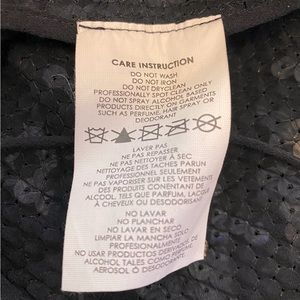 CARE INSTRUCTION
DO NOT WASH
DO NOT IRON
DO NOT DRYCLEAN
PROFESSIONALLY SPOT CLEAN ONLY
DO NOT SPRAY ALCOHOL BASED
PRODUCTS DIRECTLY ON GARMENTS
SUCH AS PERFUME, HAIR SPRAY OR
DEODORANT
LAVER PAS
NE PAS REPASSER
NE PAS NETTOYER À SEC
NETTOYAGE DES TACHES PARUN
PROFESSIONNEL SEULEMENT
NE PAS VAPORISER SUR LES VETEMENTS
DES PRODUITS CONTENANT DE
ALCOOL, TELS QUE PARFUM, LAQUE
À CHEVEUX OU DESODORISANT
NO LAVAR
NO PLANCHAR
NO LAVAR EN SECO
LIMPIAR LA MANCHA SOLO
PROFESIONALMENTE
NO USAR PRODUCTOS DERIVADOS DE
ALCOHOL TALES COMO PERFUME,
AEROSOL Ó DESODORANTE